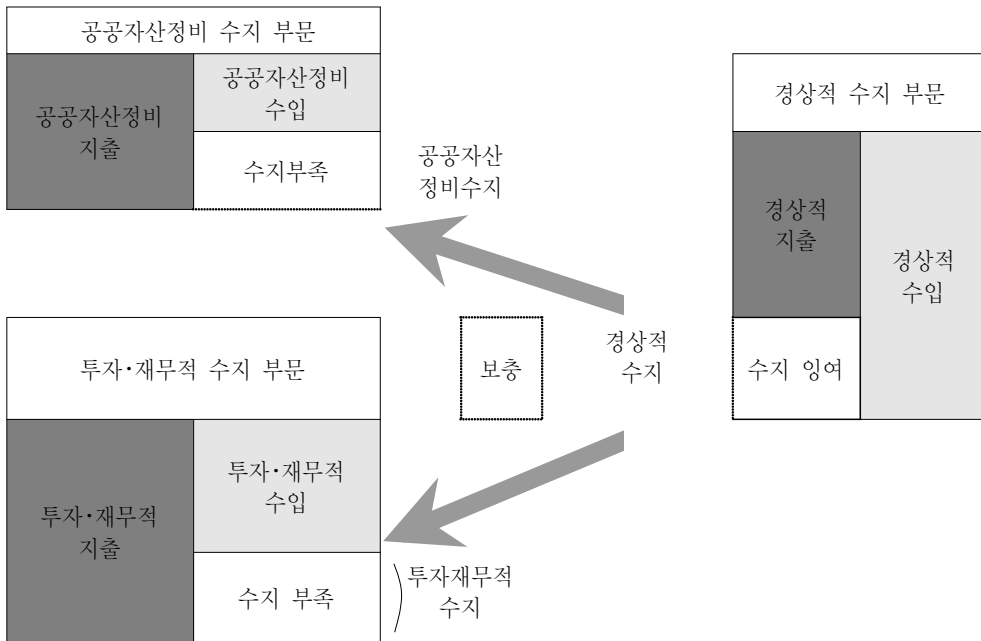 공공자산정비 수지 부문
공공자산정비
지출
공공자산정비
수입
수지부족
공공자산
정비수지
경상적 수지 부문
경상적
지출
경상적
수입
수지 잉여
경상적
수지
보충
투자·재무적 수지 부문
투자·재무적
지출
투자·재무적
수입
수지 부족
투자재무적
수지